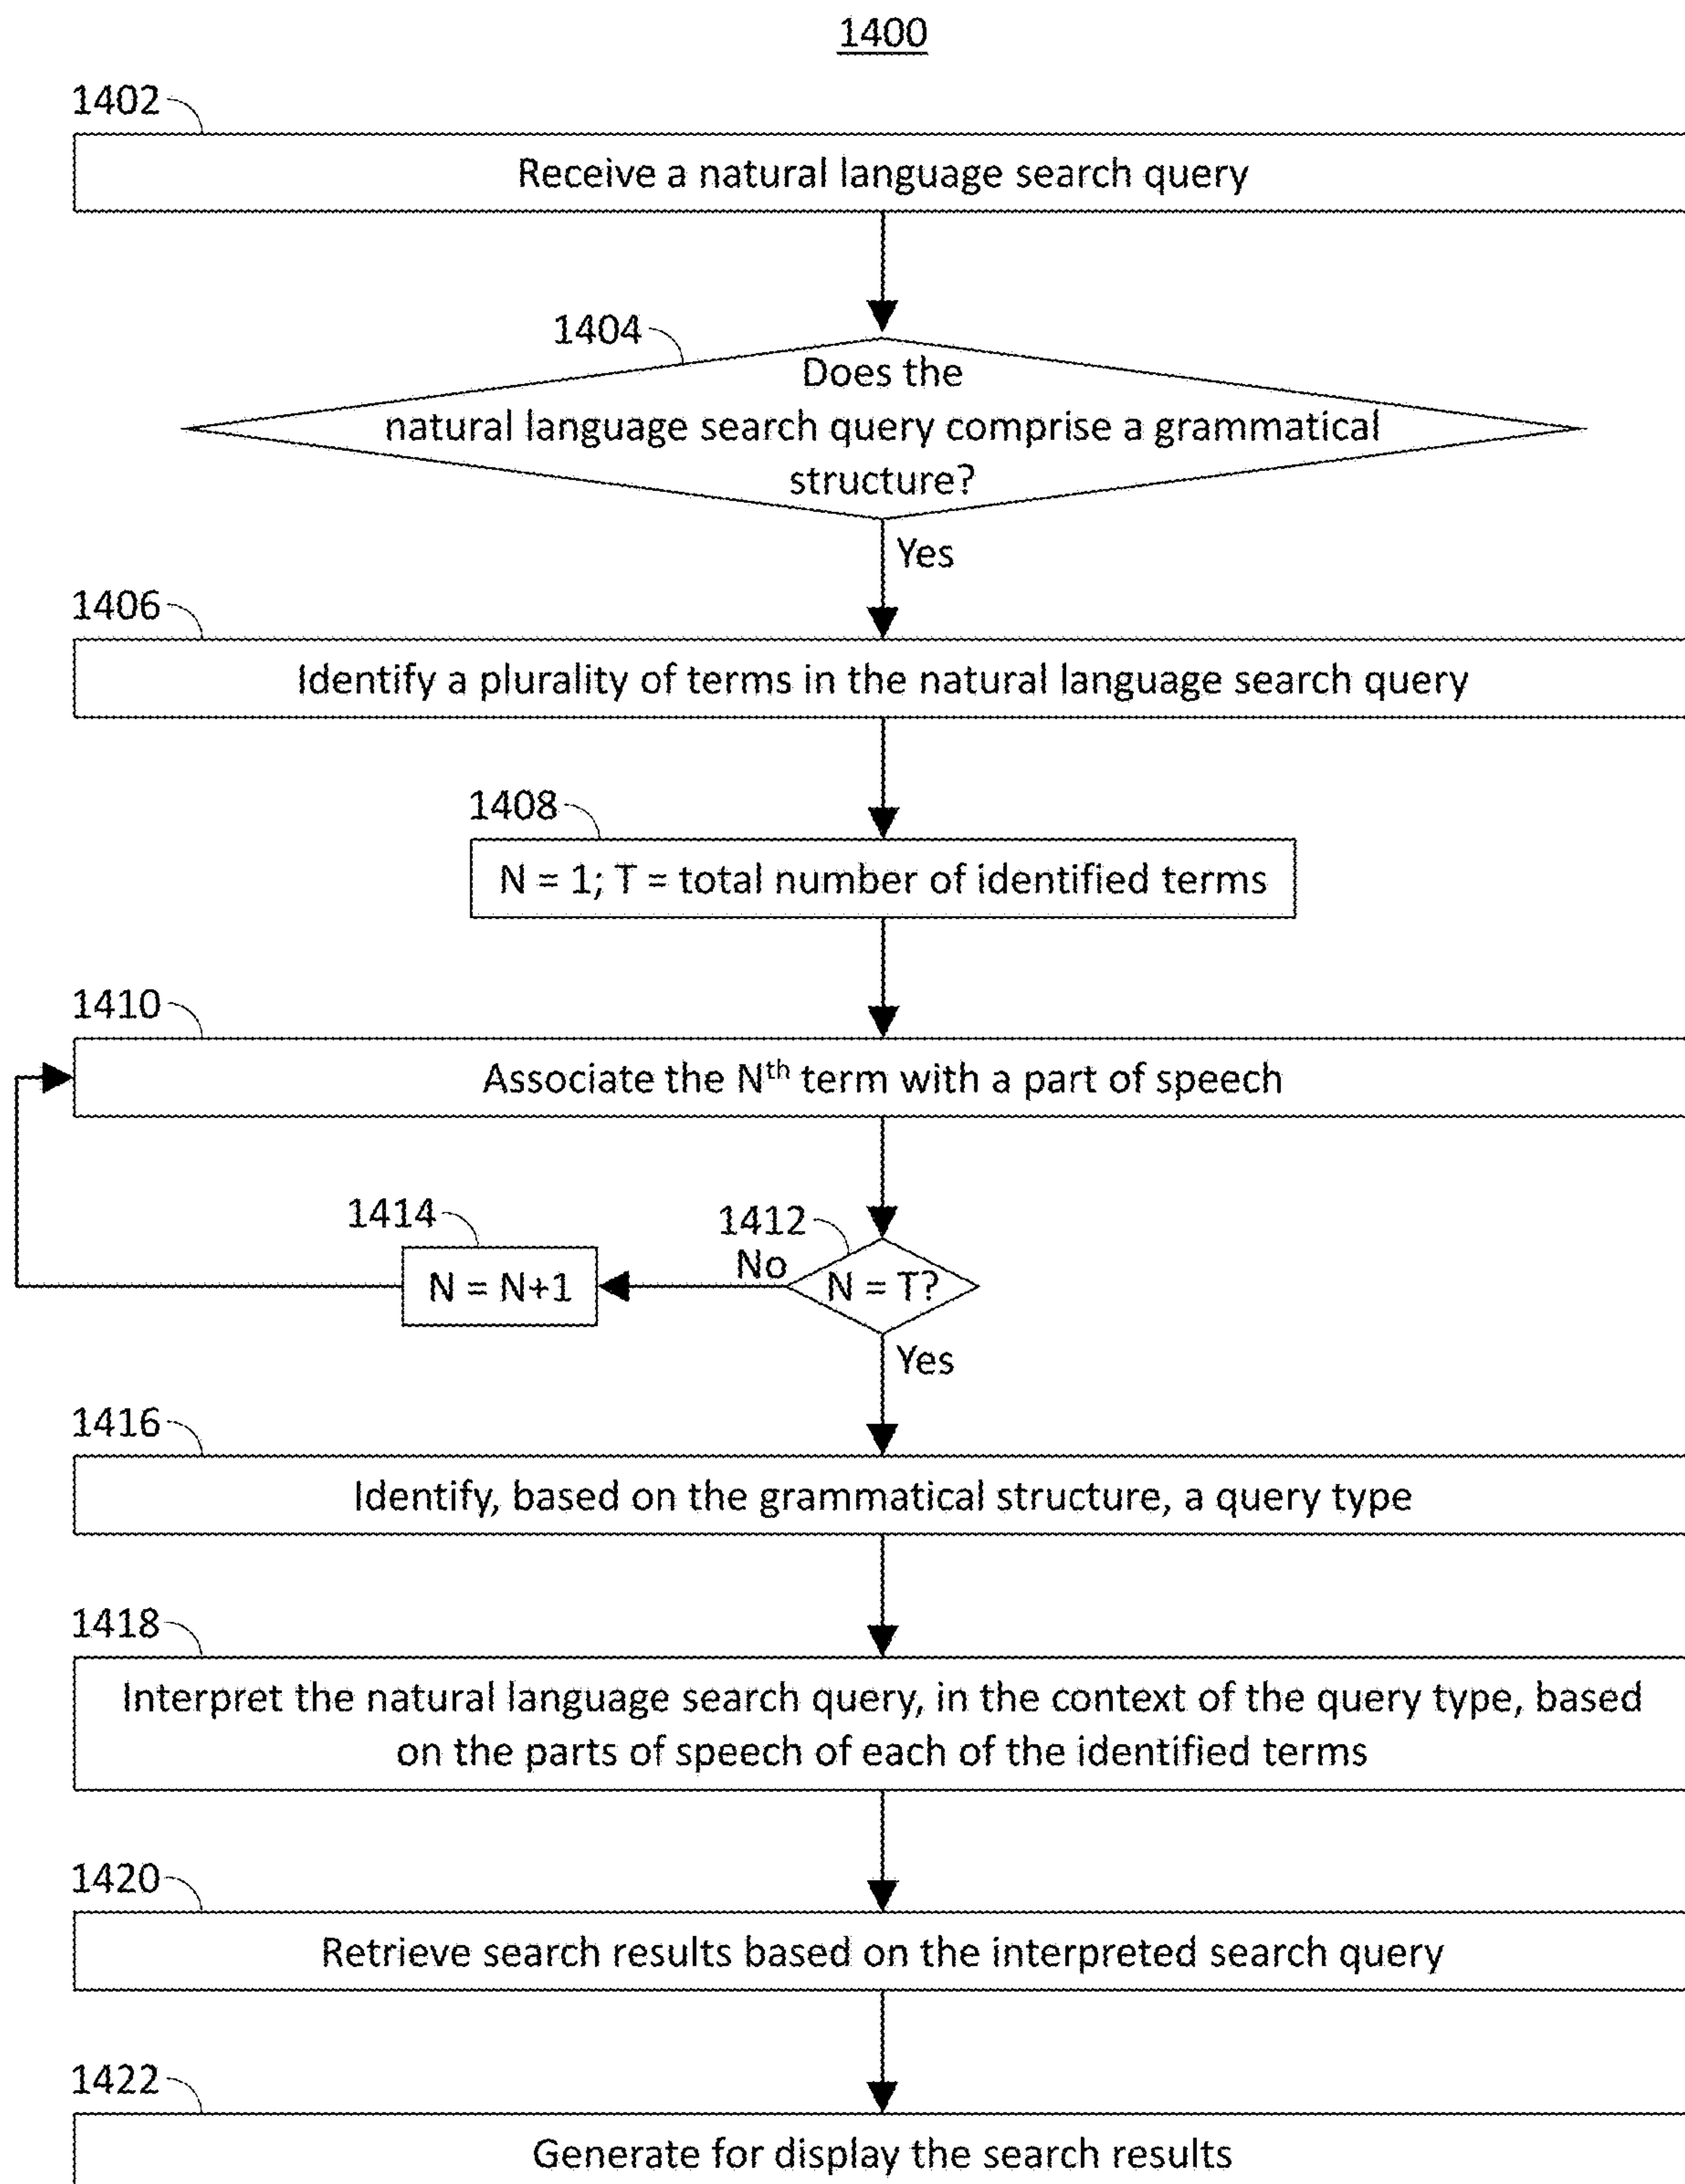 1400
1402
Receive a natural language search query
1404
Does the
natural language search query comprise a grammatical
structure?
Yes
1406
Identify a plurality of terms in the natural language search query
1408
N = 1; T = total number of identified terms
1410
Associate the Nth term with a part of speech
1414
1412
No
N = N+1
N = T?
Yes
1416
Identify, based on the grammatical structure, a query type
1418
Interpret the natural language search query, in the context of the query type, based
on the parts of speech of each of the identified terms
1420
Retrieve search results based on the interpreted search query
1422
Generate for display the search results